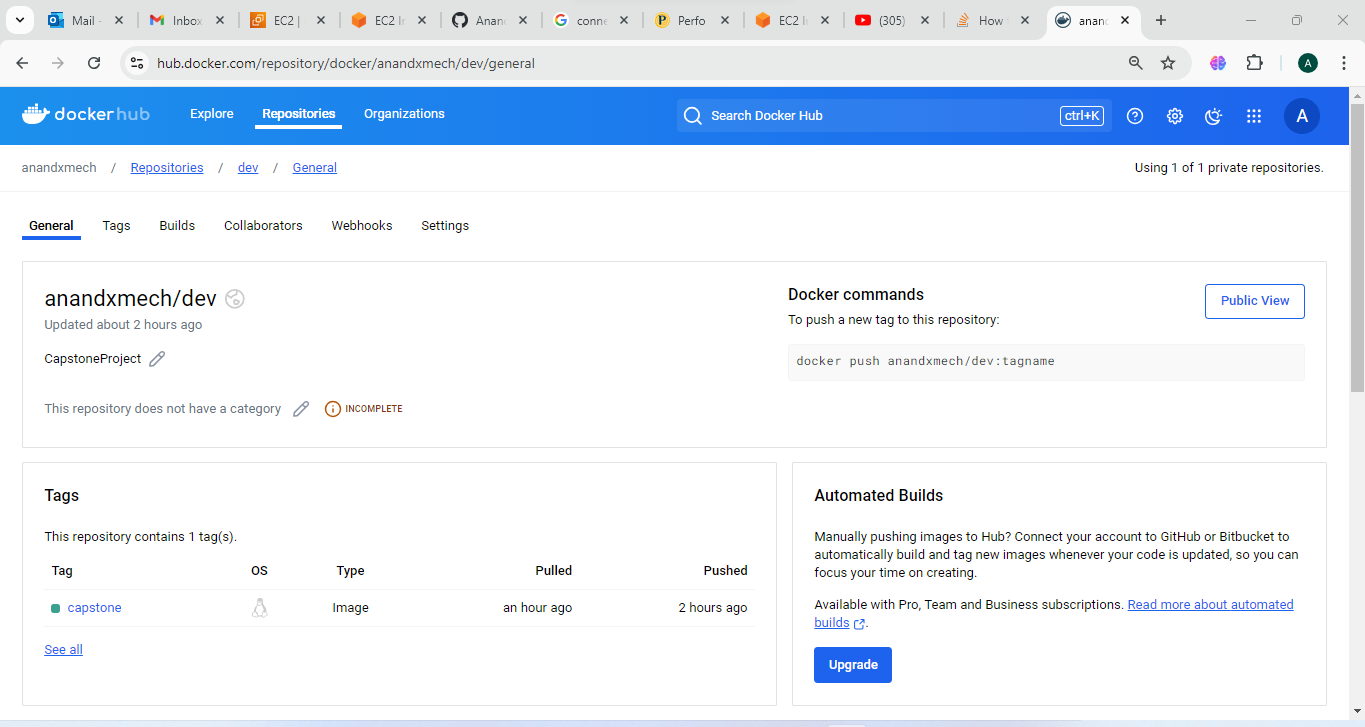 Mail - Inbox EC2 | EC2 In Anan conne Perfo EC2 In (305) How anand
hub.docker.com/repository/docker/anandxmech/dev/general A
dockerhub Explore Repositories Organizations Search Docker Hub ctrl+K A
anandxmech / Repositories / dev / General Using 1 of 1 private repositories.
General Tags Builds Collaborators Webhooks Settings
anandxmech/dev
Updated about 2 hours ago
CapstoneProject
This repository does not have a category INCOMPLETE
Docker commands
To push a new tag to this repository:
Public View
docker push anandxmech/dev:tagname
Tags
This repository contains 1 tag(s).
Tag OS Type Pulled Pushed
capstone Image an hour ago 2 hours ago
See all
Automated Builds
Manually pushing images to Hub? Connect your account to GitHub or Bitbucket to
automatically build and tag new images whenever your code is updated, so you can
focus your time on creating.
Available with Pro, Team and Business subscriptions. Read more about automated
builds .
Upgrade